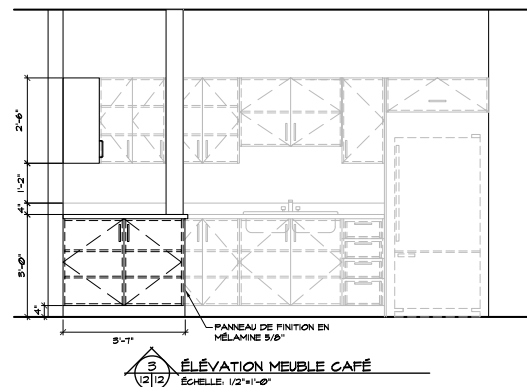 2'-6"
1'-2"
4"
3'-0"
4"
3'-7"
PANNEAU DE FINITION EN
MÉLAMINE 5/8"
3
12|12
ÉLÉVATION MEUBLE CAFÉ
ÉCHELLE: 1/2"=1'-0"